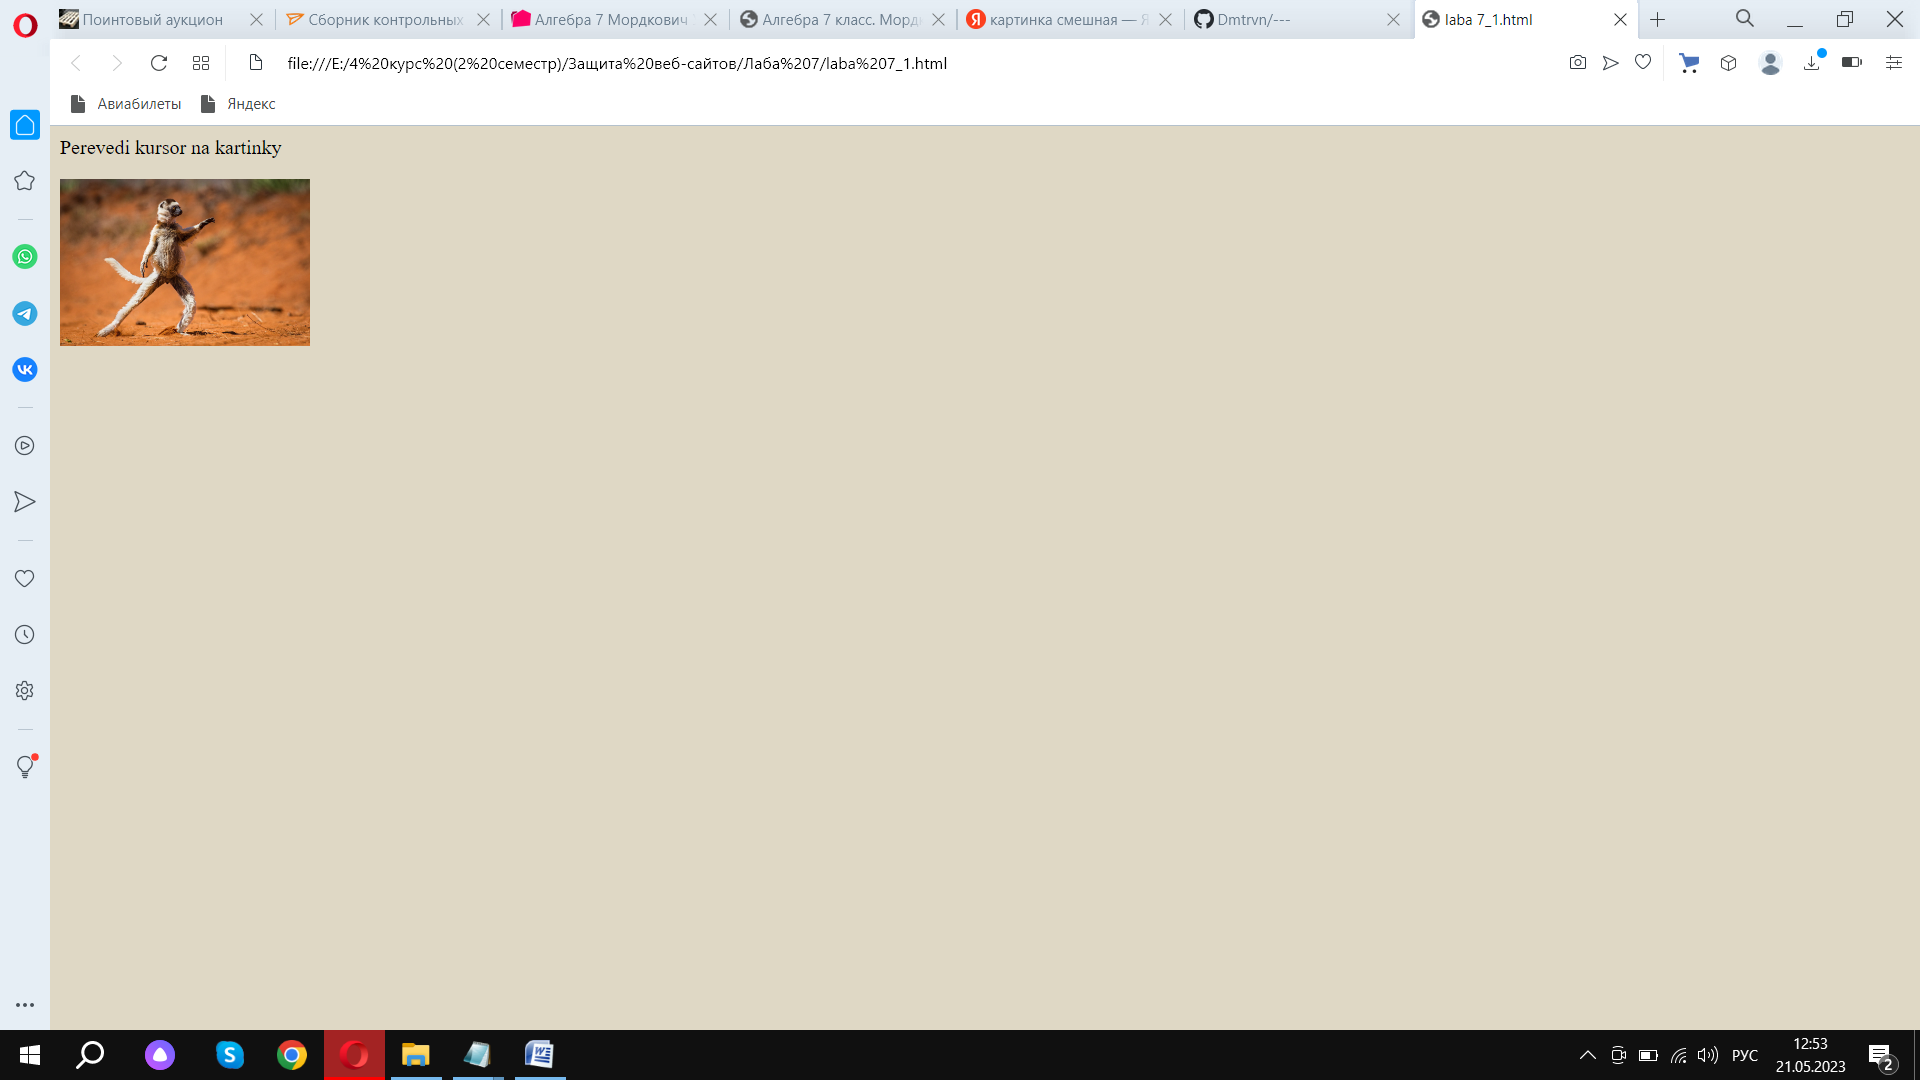 Поинтовый аукцион
Сборник контрольных
Алгебра 7 Мордкович
Алгебра 7 класс. Морд
картинка смешная — Я
Dmtrvn/---
laba 7_1.html
file:///E:/4%20курс%20(2%20семестр)/Защита%20веб-сайтов/Лаба%207/laba%207_1.html
Авиабилеты
Яндекс
Perevedi kursor na kartinky
РУС
12:53
21.05.2023
2